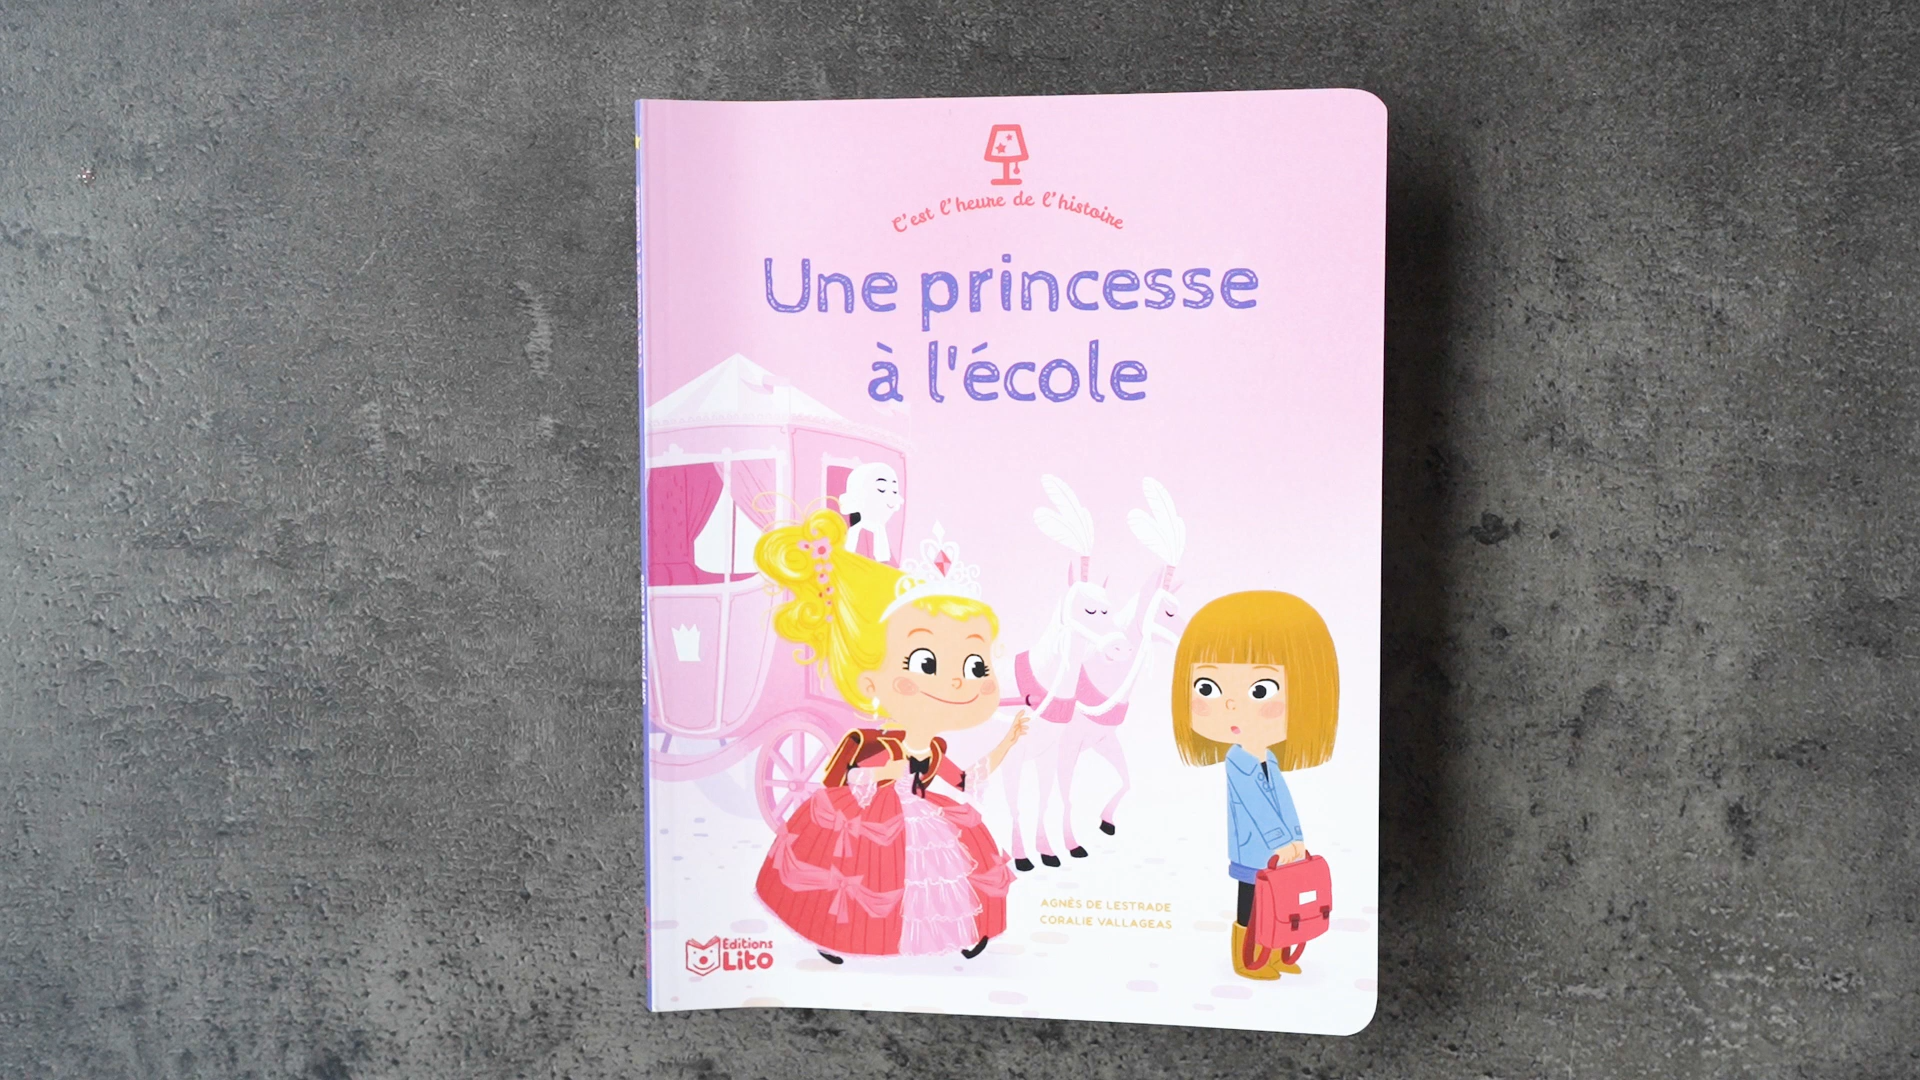 C'est l'heure de l'histoire
Une princesse
à l'école
AGNÈS DE LESTRADE
CORALIE VALLAGEAS
Éditions
Lito